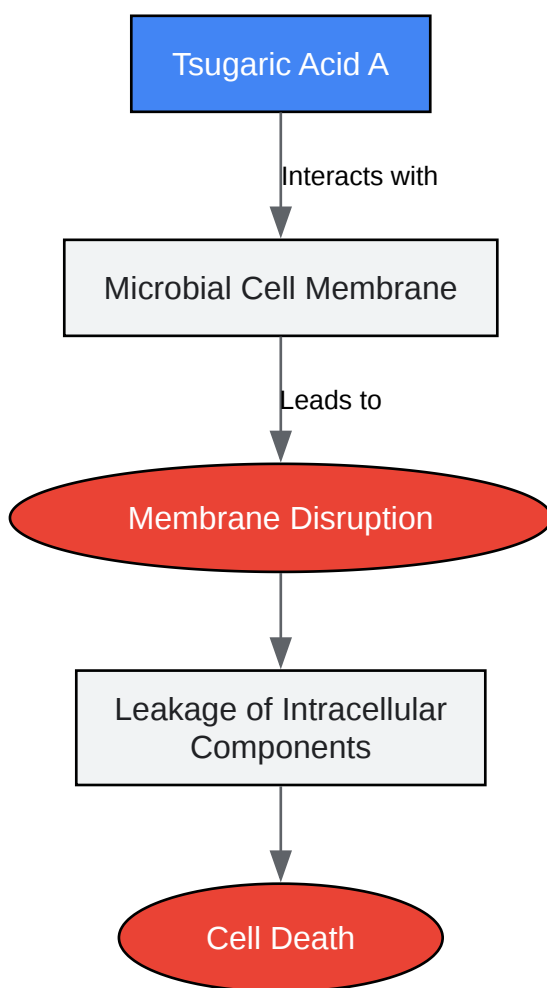 Tsugaric Acid A
Interacts with
Microbial Cell Membrane
Leads to
Membrane Disruption
Leakage of Intracellular
Components
Cell Death